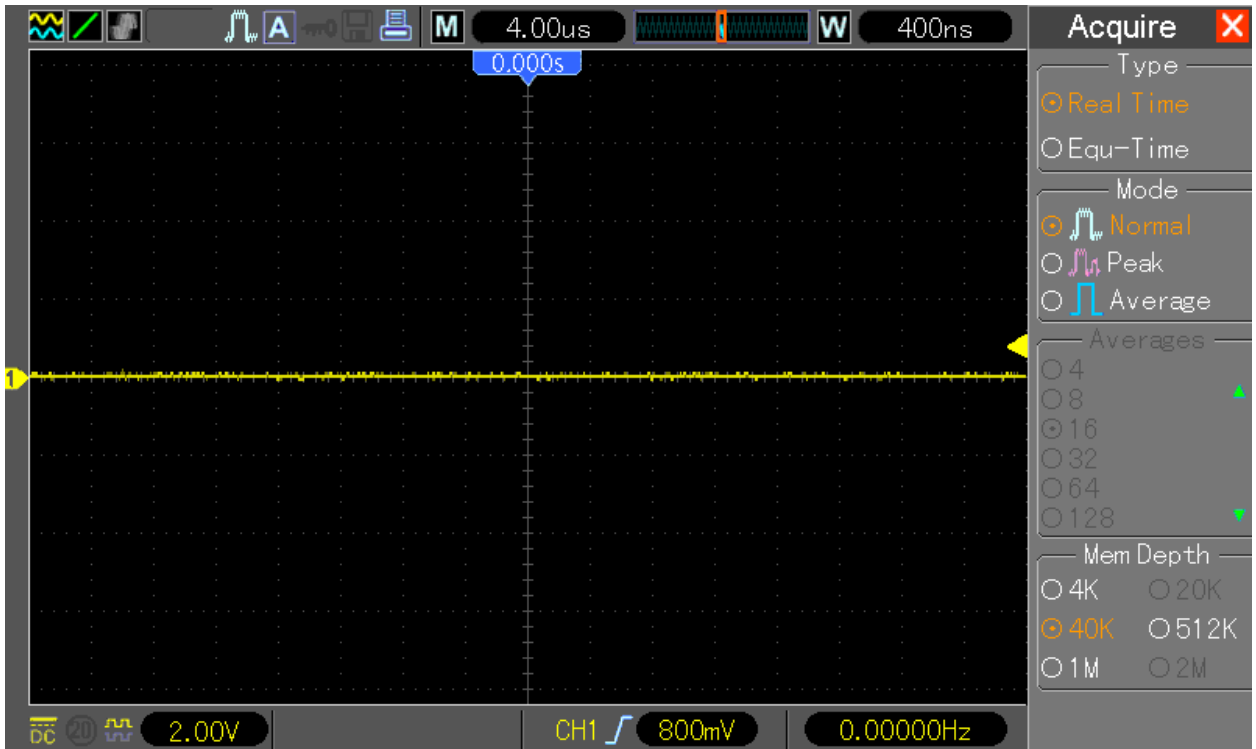 A M 4.00us W 400ns Acquire
0.000s
Type
Real Time
Equ-Time
Mode
Normal
Peak
Average
Averages
4
8
16
32
64
128
Mem Depth
4K 20K
40K 512K
1M 2M
1
DC 20 2.00V CH1 800mV 0.00000Hz